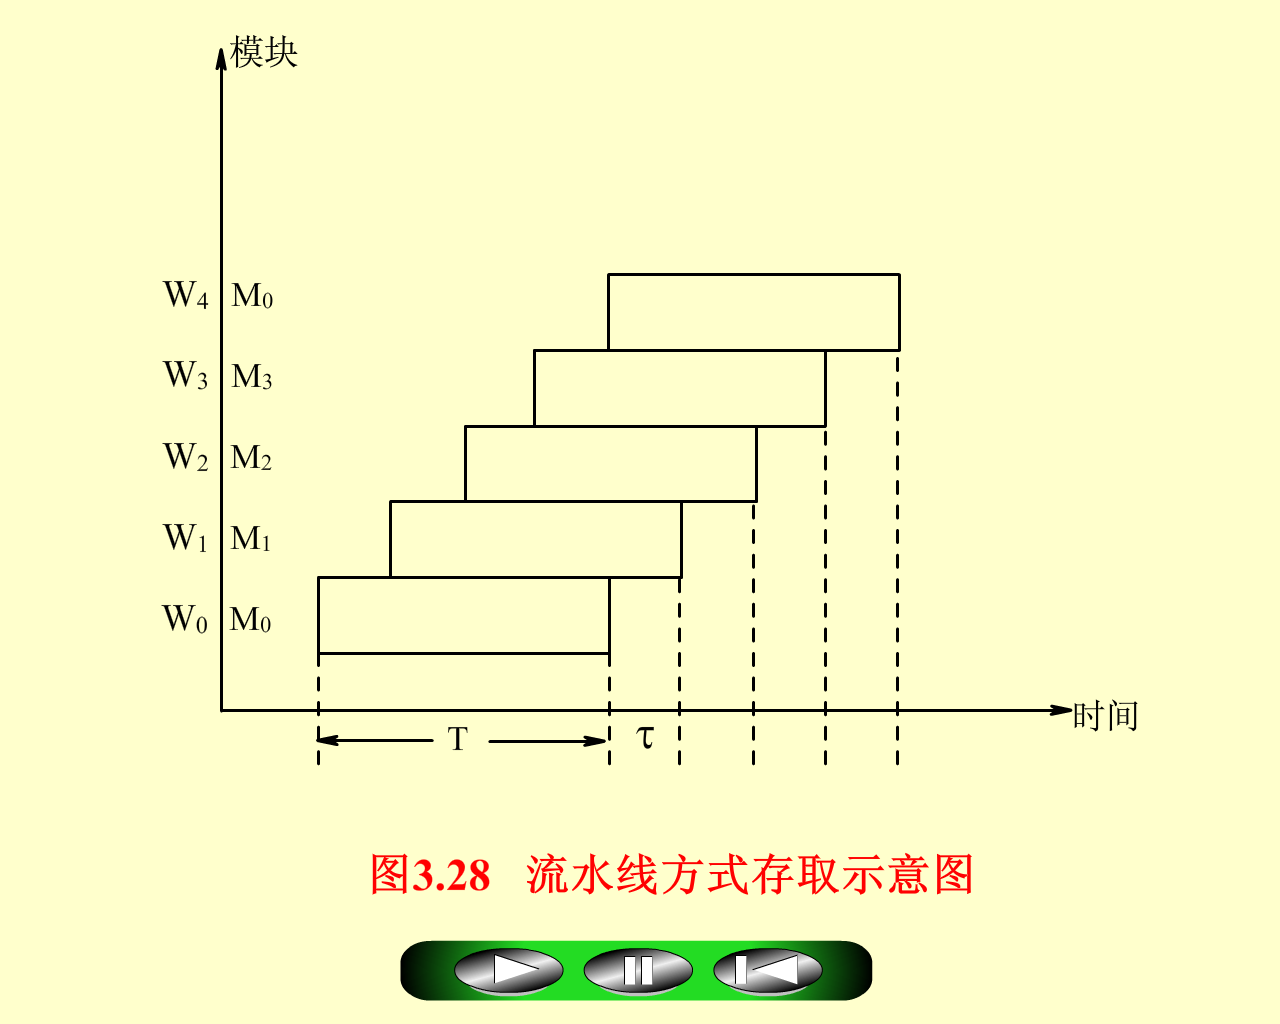 模块
W₄ M₀
W₃ M₃
W₂ M₂
W₁ M₁
W₀ M₀
时间
T τ
图3.28 流水线方式存取示意图